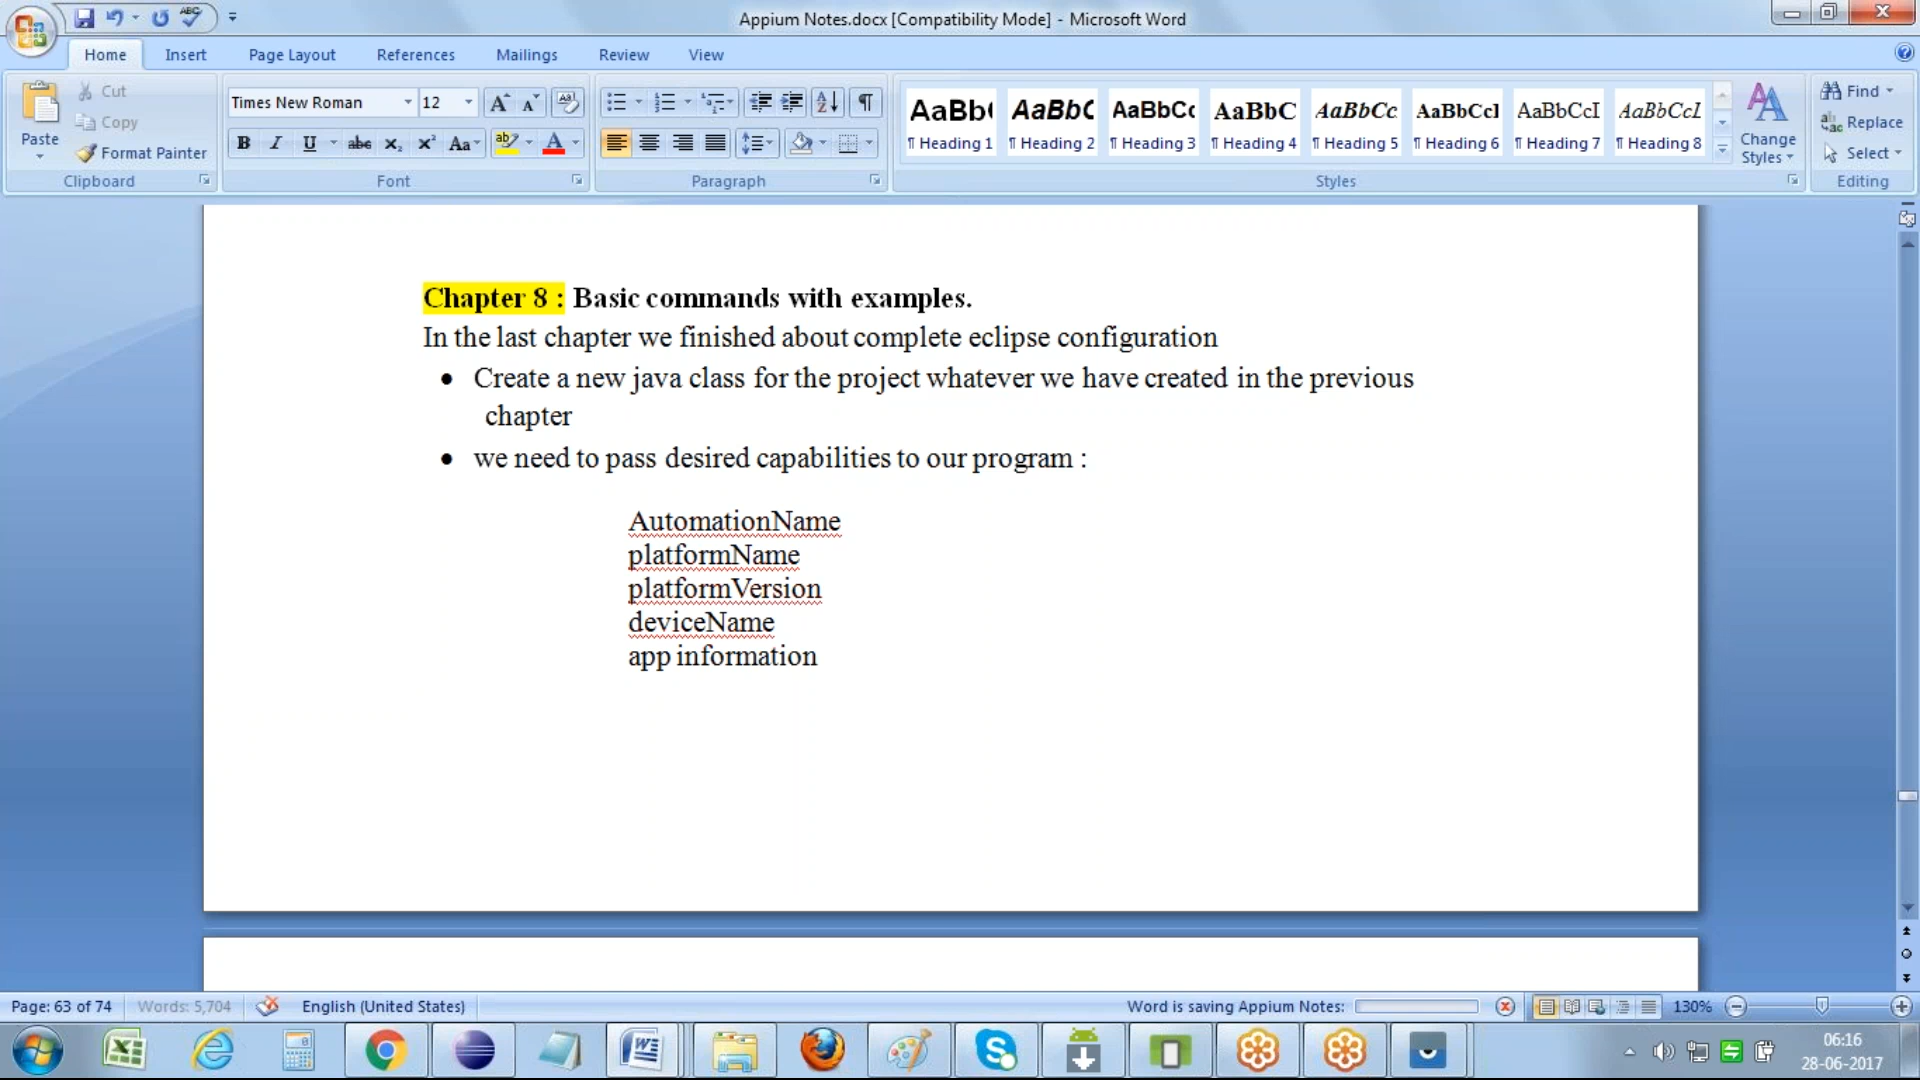 Appium Notes.docx [Compatibility Mode] - Microsoft Word
Home Insert Page Layout References Mailings Review View
Paste
Cut
Copy
Format Painter
Clipboard
Times New Roman 12
Font
Paragraph
AaBb( AaBbC AaBbCc AaBbC AaBbCc AaBbCcI AaBbCcI AaBbCcL
¶ Heading 1 ¶ Heading 2 ¶ Heading 3 ¶ Heading 4 ¶ Heading 5 ¶ Heading 6 ¶ Heading 7 ¶ Heading 8
Change Styles
Styles
Find
Replace
Select
Editing
Chapter 8 : Basic commands with examples.
In the last chapter we finished about complete eclipse configuration
• Create a new java class for the project whatever we have created in the previous
chapter
• we need to pass desired capabilities to our program :
AutomationName
platformName
platformVersion
deviceName
app information
Page: 63 of 74 Words: 5,704 English (United States) Word is saving Appium Notes: 130%
06:16
28-06-2017